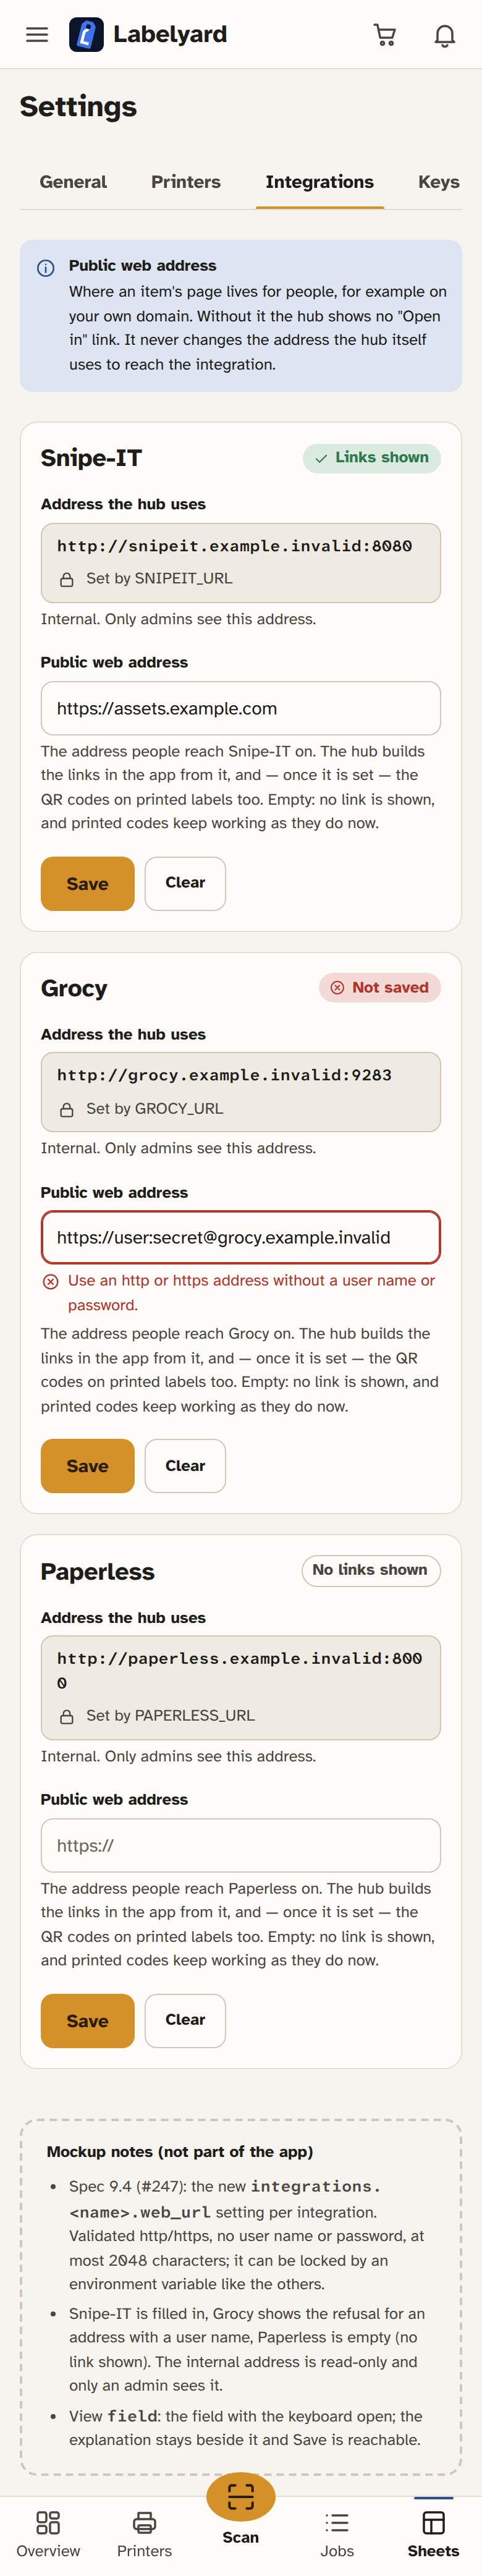 Labelyard
Settings
General Printers Integrations Keys
Public web address
Where an item's page lives for people, for example on
your own domain. Without it the hub shows no "Open
in" link. It never changes the address the hub itself
uses to reach the integration.
Snipe-IT
Links shown
Address the hub uses
http://snipeit.example.invalid:8080
Set by SNIPEIT_URL
Internal. Only admins see this address.
Public web address
https://assets.example.com
The address people reach Snipe-IT on. The hub builds
the links in the app from it, and — once it is set — the
QR codes on printed labels too. Empty: no link is shown,
and printed codes keep working as they do now.
Save Clear
Grocy
Not saved
Address the hub uses
http://grocy.example.invalid:9283
Set by GROCY_URL
Internal. Only admins see this address.
Public web address
https://user:secret@grocy.example.invalid
Use an http or https address without a user name or
password.
The address people reach Grocy on. The hub builds the
links in the app from it, and — once it is set — the QR
codes on printed labels too. Empty: no link is shown, and
printed codes keep working as they do now.
Save Clear
Paperless
No links shown
Address the hub uses
http://paperless.example.invalid:800
0
Set by PAPERLESS_URL
Internal. Only admins see this address.
Public web address
https://
The address people reach Paperless on. The hub builds
the links in the app from it, and — once it is set — the
QR codes on printed labels too. Empty: no link is shown,
and printed codes keep working as they do now.
Save Clear
Mockup notes (not part of the app)
• Spec 9.4 (#247): the new integrations.
<name>.web_url setting per integration.
Validated http/https, no user name or password, at
most 2048 characters; it can be locked by an
environment variable like the others.
• Snipe-IT is filled in, Grocy shows the refusal for an
address with a user name, Paperless is empty (no
link shown). The internal address is read-only and
only an admin sees it.
• View field: the field with the keyboard open; the
explanation stays beside it and Save is reachable.
Overview Printers Scan Jobs Sheets